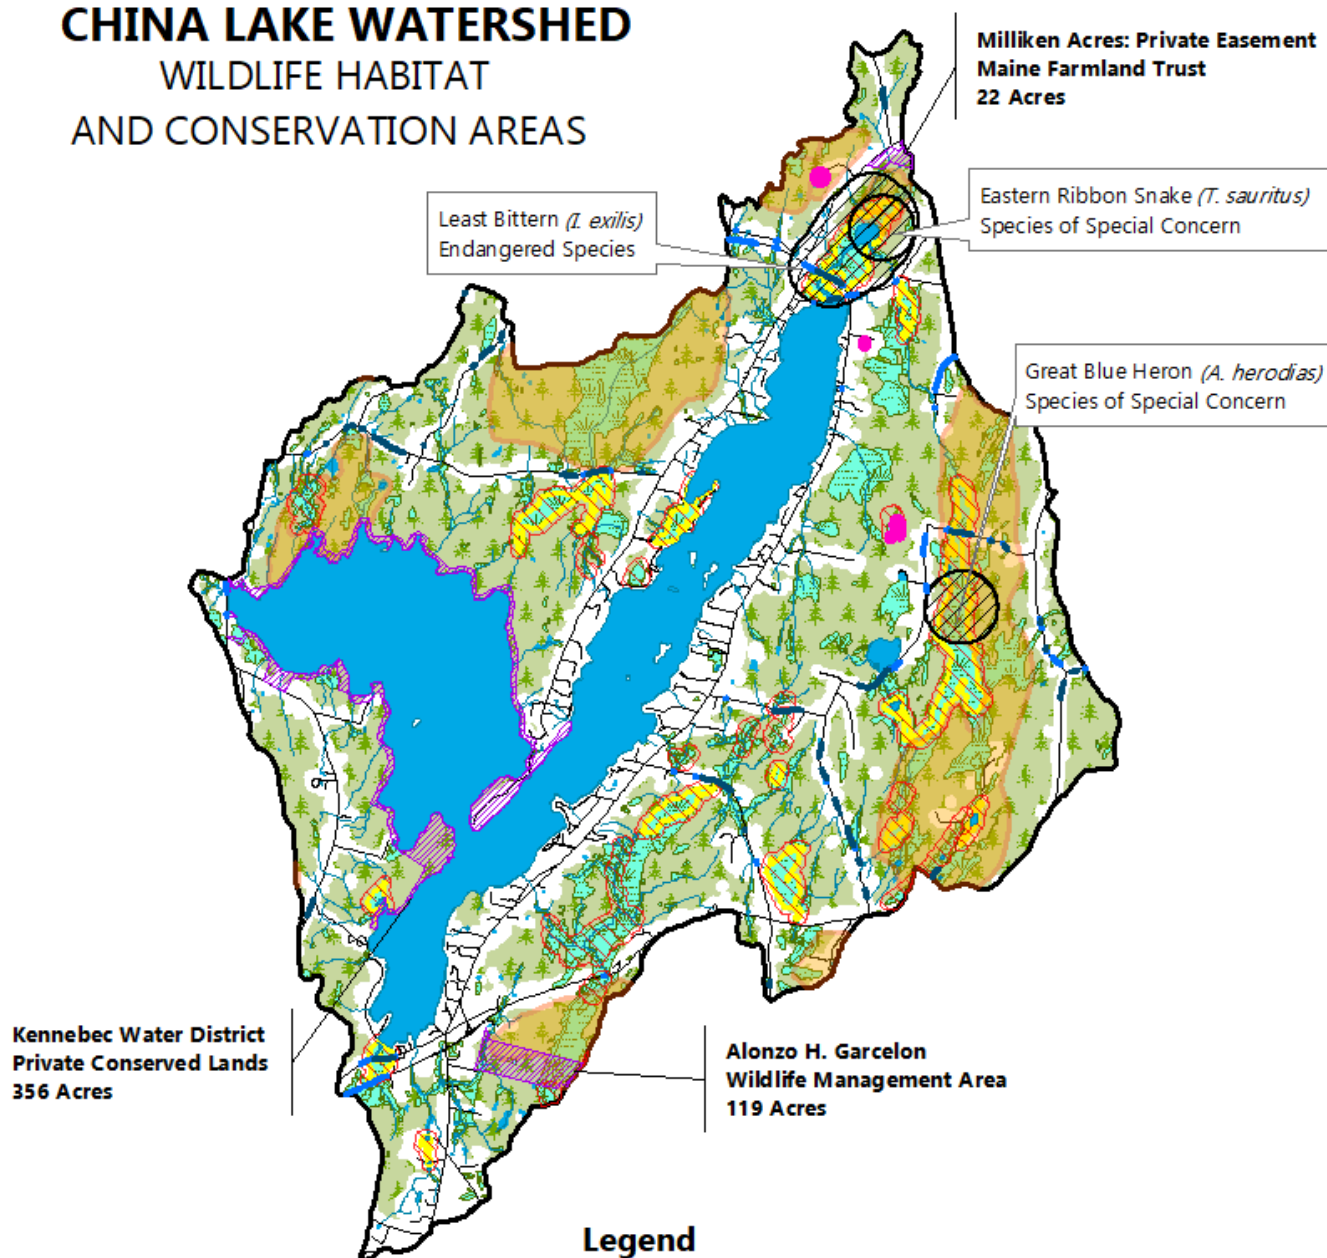 CHINA LAKE WATERSHED
WILDLIFE HABITAT
AND CONSERVATION AREAS
Milliken Acres: Private Easement
Maine Farmland Trust
22 Acres
Least Bittern (I. exilis)
Endangered Species
Eastern Ribbon Snake (T. sauritus)
Species of Special Concern
Great Blue Heron (A. herodias)
Species of Special Concern
Kennebec Water District
Private Conserved Lands
356 Acres
Alonzo H. Garcelon
Wildlife Management Area
119 Acres
Legend